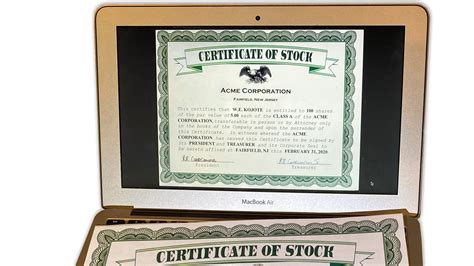 CERTIFICATE OF STOCK
ACME CORPORATION
FAIRFIELD, NEW JERSEY
This certifies that W.E. KOJOTE is entitled to 100 shares
of the par value of 5.00 each of the CLASS A of the ACME
CORPORATION, transferable in person or by Attorney only
in the books of the Company and upon the surrender of
this Certificate. In witness whereof the ACME
CORPORATION, has caused this Certificate to be signed by
its PRESIDENT and TREASURER and its Corporate Seal to
be hereto affixed at FAIRFIELD, NJ this FEBRUARY 31, 2020
President
Treasurer
MacBook Air
CERTIFICATE OF STOCK